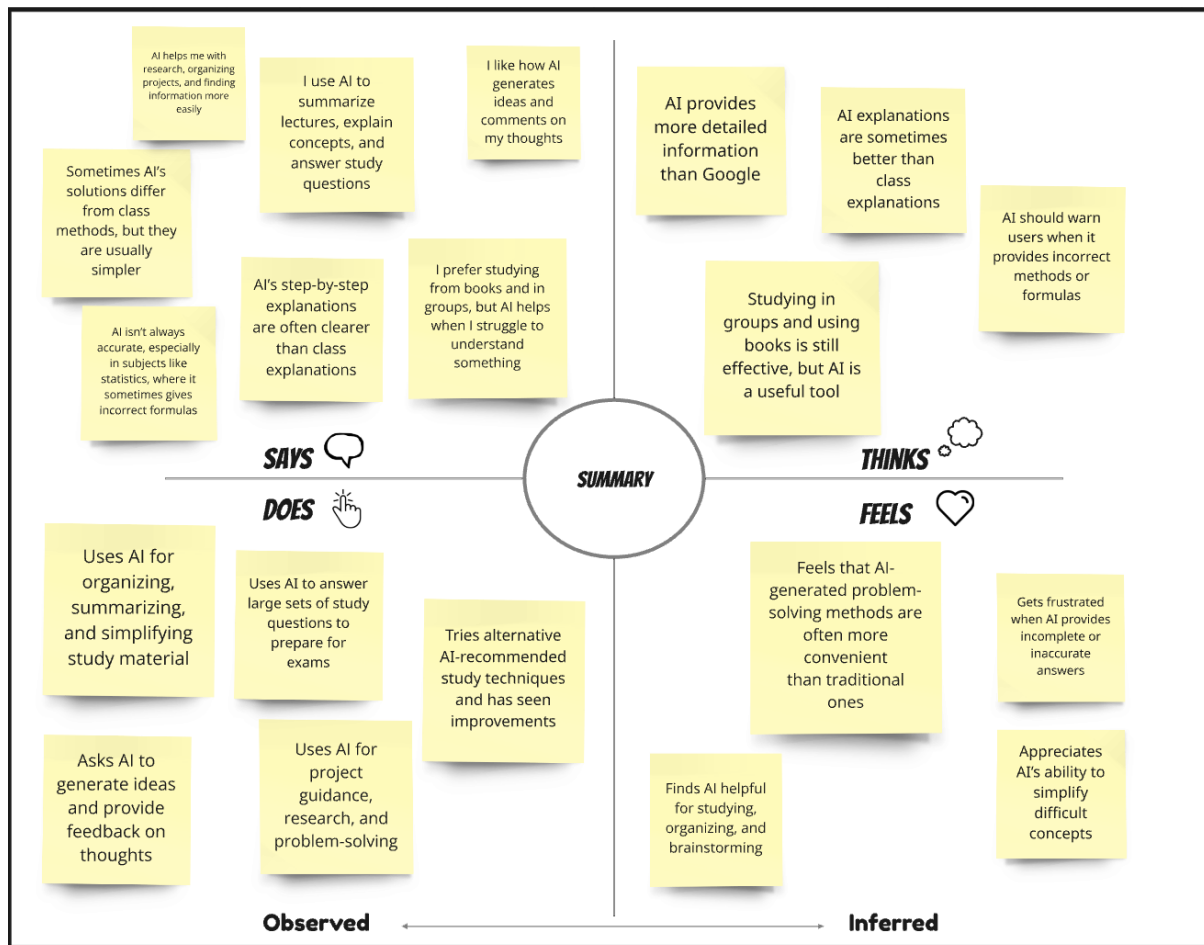 AI helps me with
research, organizing
projects, and finding
information more
easily
I use AI to
summarize
lectures, explain
concepts, and
answer study
questions
I like how AI
generates
ideas and
comments on
my thoughts
Sometimes AI's
solutions differ
from class
methods, but they
are usually
simpler
AI's step-by-step
explanations
are often clearer
than class
explanations
I prefer studying
from books and in
groups, but AI helps
when I struggle to
understand
something
AI isn't always
accurate, especially
in subjects like
statistics, where it
sometimes gives
incorrect formulas
SAYS
AI provides
more detailed
information
than Google
AI explanations
are sometimes
better than
class
explanations
AI should warn
users when it
provides incorrect
methods or
formulas
Studying in
groups and using
books is still
effective, but AI is
a useful tool
THINKS
SUMMARY
DOES
Uses AI for
organizing,
summarizing,
and simplifying
study material
Uses AI to answer
large sets of study
questions to
prepare for
exams
Tries alternative
AI-recommended
study techniques
and has seen
improvements
Asks AI to
generate ideas
and provide
feedback on
thoughts
Uses AI for
project
guidance,
research, and
problem-solving
FEELS
Feels that AI-
generated problem-
solving methods are
often more
convenient
than traditional
ones
Gets frustrated
when AI provides
incomplete or
inaccurate
answers
Finds AI helpful
for studying,
organizing, and
brainstorming
Appreciates
AI's ability to
simplify
difficult
concepts
Observed
Inferred